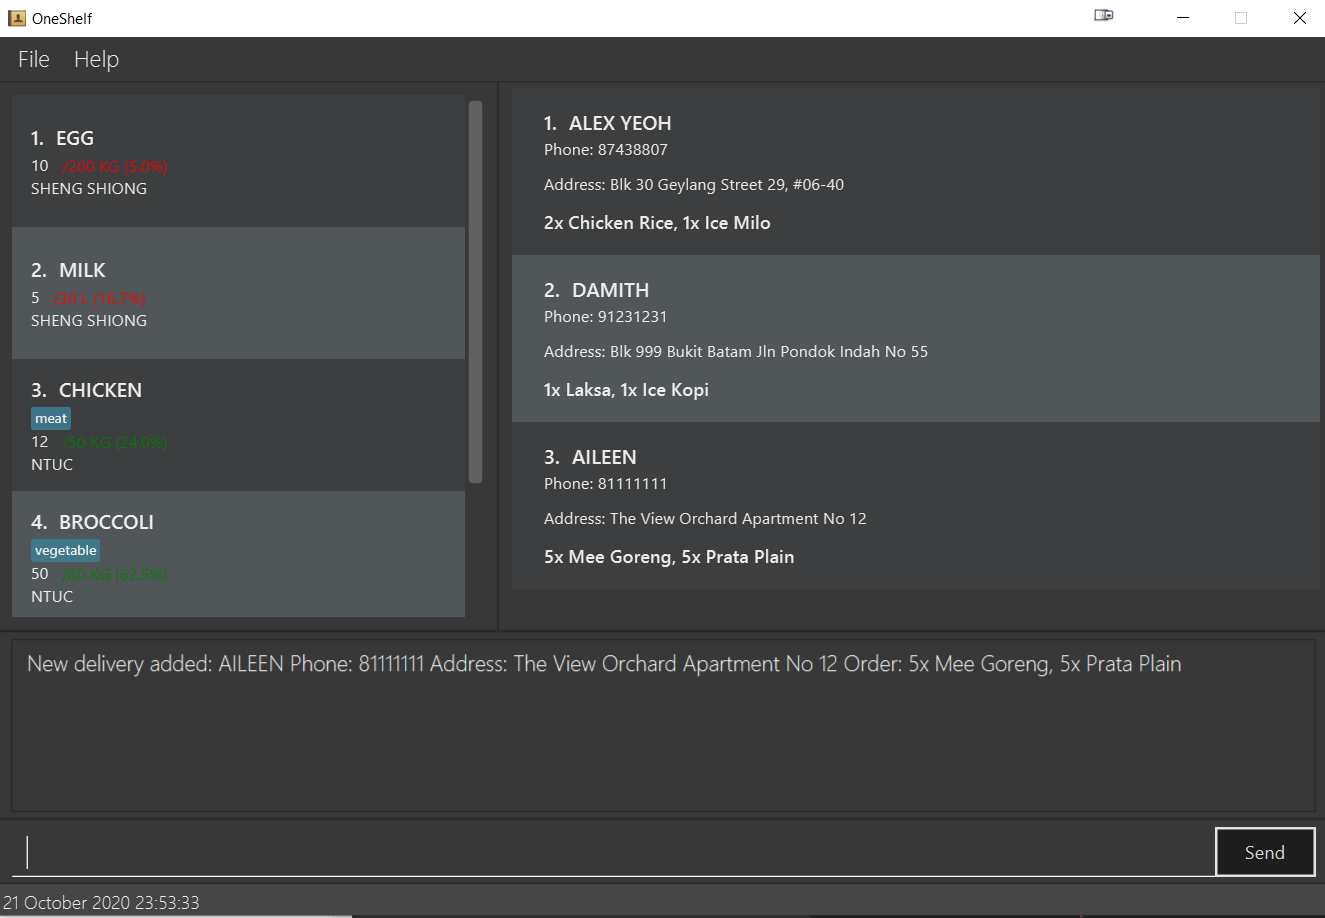 OneShelf
File Help
1. EGG
10 /200 KG (5.0%)
SHENG SHIONG
2. MILK
5 /30 L (16.7%)
SHENG SHIONG
3. CHICKEN
meat
12 /50 KG (24.0%)
NTUC
4. BROCCOLI
vegetable
50 /80 KG (62.5%)
NTUC
1. ALEX YEOH
Phone: 87438807
Address: Blk 30 Geylang Street 29, #06-40
2x Chicken Rice, 1x Ice Milo
2. DAMITH
Phone: 91231231
Address: Blk 999 Bukit Batam Jln Pondok Indah No 55
1x Laksa, 1x Ice Kopi
3. AILEEN
Phone: 81111111
Address: The View Orchard Apartment No 12
5x Mee Goreng, 5x Prata Plain
New delivery added: AILEEN Phone: 81111111 Address: The View Orchard Apartment No 12 Order: 5x Mee Goreng, 5x Prata Plain
Send
21 October 2020 23:53:33